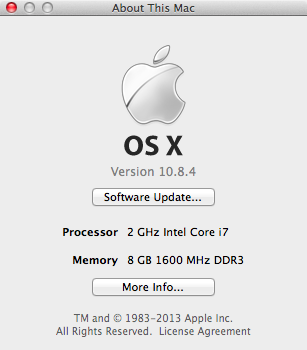 About This Mac
OS X
Version 10.8.4
Software Update...
Processor 2 GHz Intel Core i7
Memory 8 GB 1600 MHz DDR3
More Info...
TM and © 1983-2013 Apple Inc.
All Rights Reserved. License Agreement